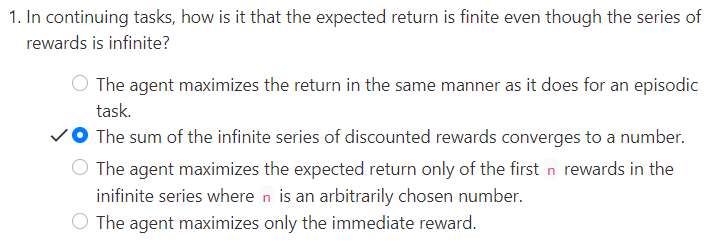 1. In continuing tasks, how is it that the expected return is finite even though the series of
rewards is infinite?
The agent maximizes the return in the same manner as it does for an episodic
task.
The sum of the infinite series of discounted rewards converges to a number.
The agent maximizes the expected return only of the first n rewards in the
inifinite series where n is an arbitrarily chosen number.
The agent maximizes only the immediate reward.